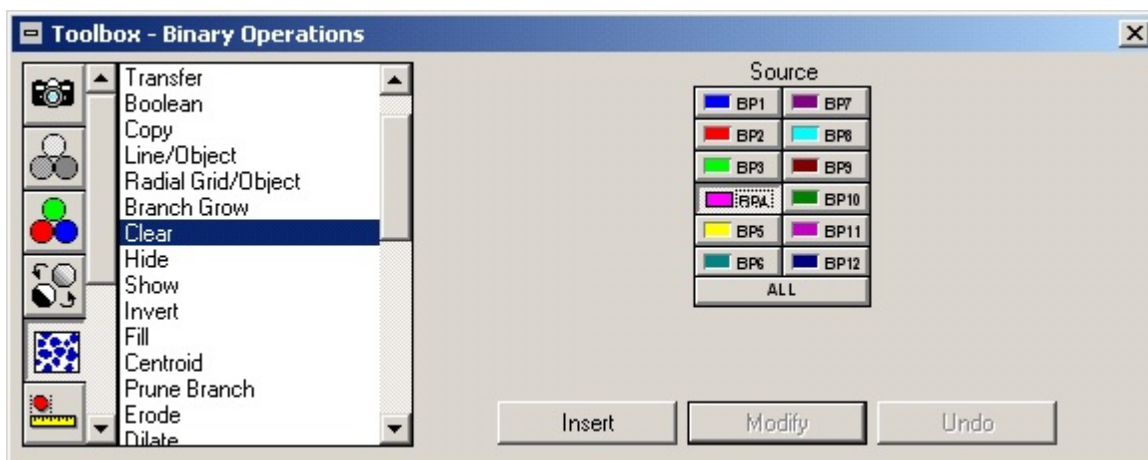 Toolbox - Binary Operations
Transfer
Boolean
Copy
Line/Object
Radial Grid/Object
Branch Grow
Clear
Hide
Show
Invert
Fill
Centroid
Prune Branch
Erode
Dilate
Source
BP1 BP7
BP2 BP8
BP3 BP9
BP4 BP10
BP5 BP11
BP6 BP12
ALL
Insert Modify Undo